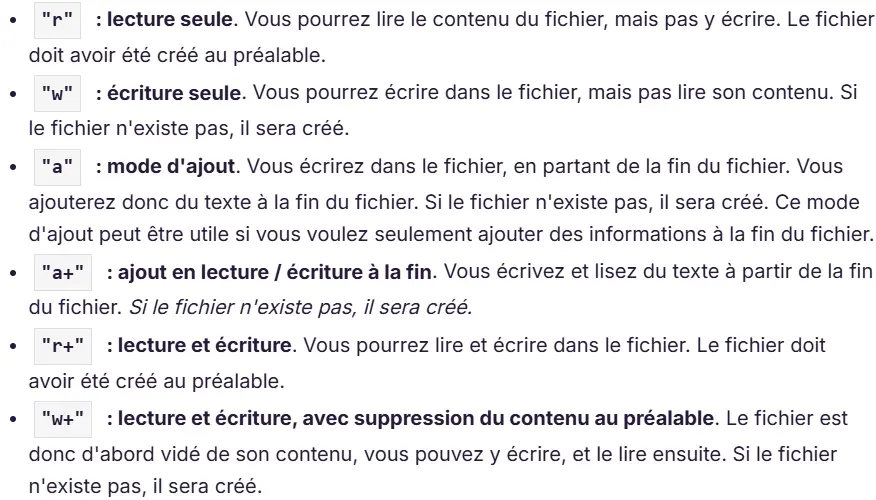 • "r" : lecture seule. Vous pourrez lire le contenu du fichier, mais pas y écrire. Le fichier
doit avoir été créé au préalable.
• "w" : écriture seule. Vous pourrez écrire dans le fichier, mais pas lire son contenu. Si
le fichier n'existe pas, il sera créé.
• "a" : mode d'ajout. Vous écrirez dans le fichier, en partant de la fin du fichier. Vous
ajouterez donc du texte à la fin du fichier. Si le fichier n'existe pas, il sera créé. Ce mode
d'ajout peut être utile si vous voulez seulement ajouter des informations à la fin du fichier.
• "a+" : ajout en lecture / écriture à la fin. Vous écrivez et lisez du texte à partir de la fin
du fichier. Si le fichier n'existe pas, il sera créé.
• "r+" : lecture et écriture. Vous pourrez lire et écrire dans le fichier. Le fichier doit
avoir été créé au préalable.
• "w+" : lecture et écriture, avec suppression du contenu au préalable. Le fichier est
donc d'abord vidé de son contenu, vous pouvez y écrire, et le lire ensuite. Si le fichier
n'existe pas, il sera créé.